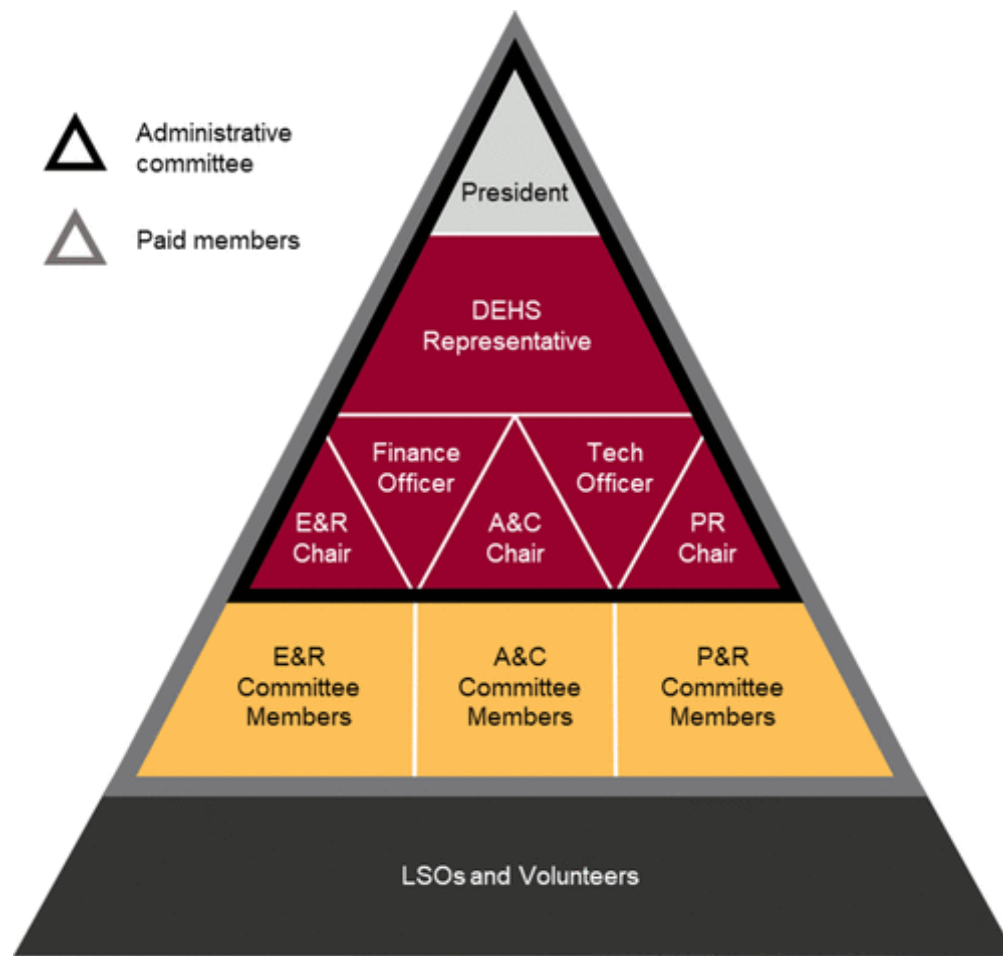 Administrative
committee
Paid members
President
DEHS
Representative
Finance
Officer
Tech
Officer
E&R
Chair
A&C
Chair
PR
Chair
E&R
Committee
Members
A&C
Committee
Members
P&R
Committee
Members
LSOs and Volunteers